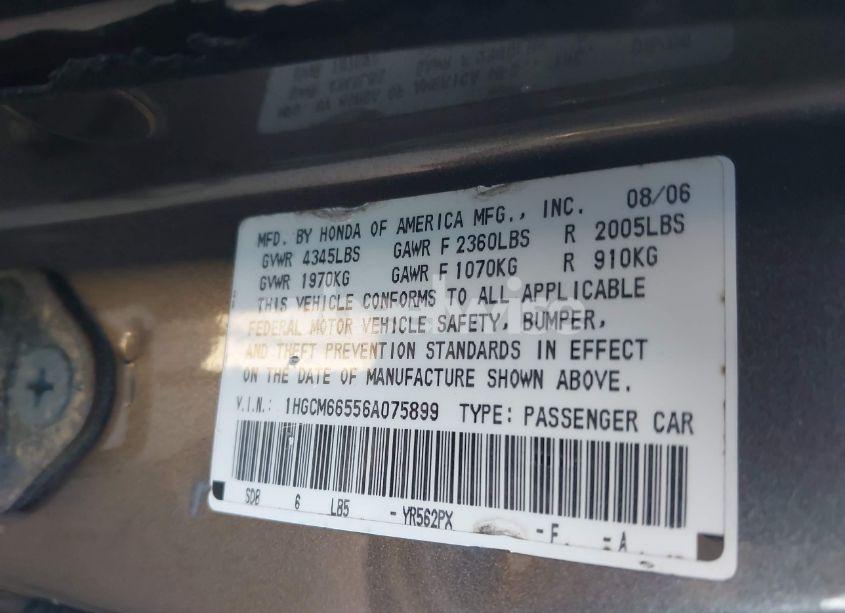 MFD. BY HONDA OF AMERICA MFG., INC. 08/06
GVWR 4345LBS GAWR F 2360LBS R 2005LBS
GVWR 1970KG GAWR F 1070KG R 910KG
THIS VEHICLE CONFORMS TO ALL APPLICABLE
FEDERAL MOTOR VEHICLE SAFETY, BUMPER,
AND THEFT PREVENTION STANDARDS IN EFFECT
ON THE DATE OF MANUFACTURE SHOWN ABOVE.
V.I.N.: 1HGCM66556A075899 TYPE: PASSENGER CAR
SDB 6 LB5 - YR562PX - F - A